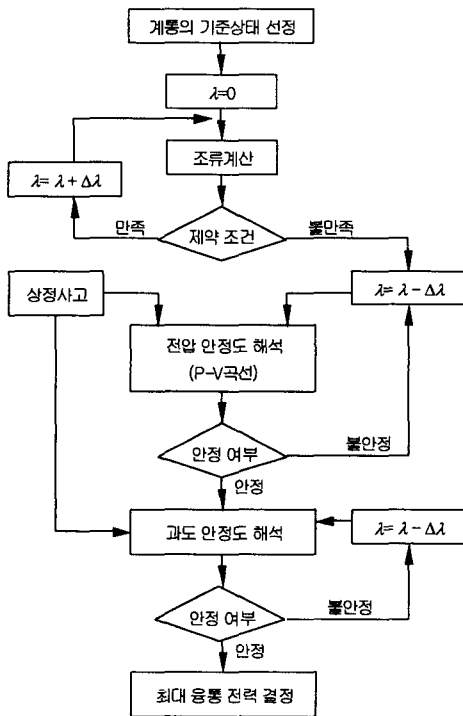 계통의 기준상태 선정
λ=0
조류계산
λ= λ + Δλ
만족
제약 조건
불만족
상정사고
λ= λ − Δλ
전압 안정도 해석
(P-V곡선)
안정 여부
불안정
안정
과도 안정도 해석
λ= λ − Δλ
안정 여부
불안정
안정
최대 융통 전력 결정